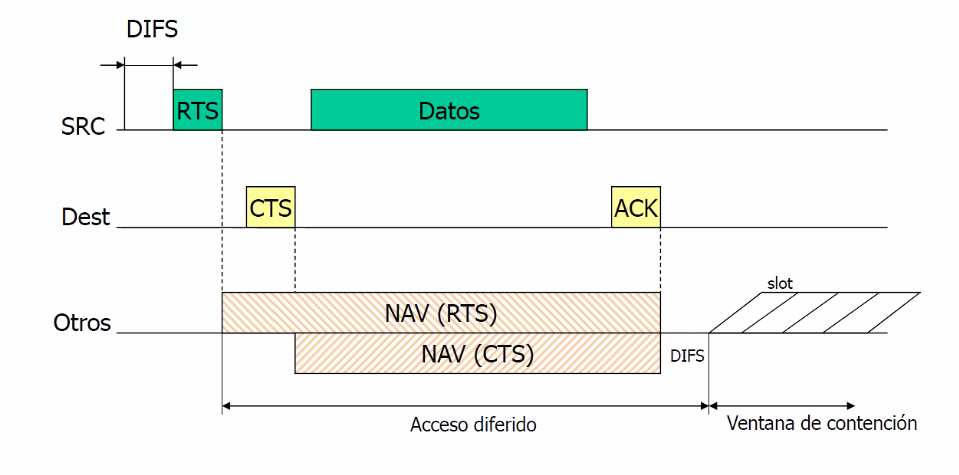 DIFS
SRC
RTS
Datos
Dest
CTS
ACK
slot
Otros
NAV (RTS)
NAV (CTS)
DIFS
Acceso diferido
Ventana de contención